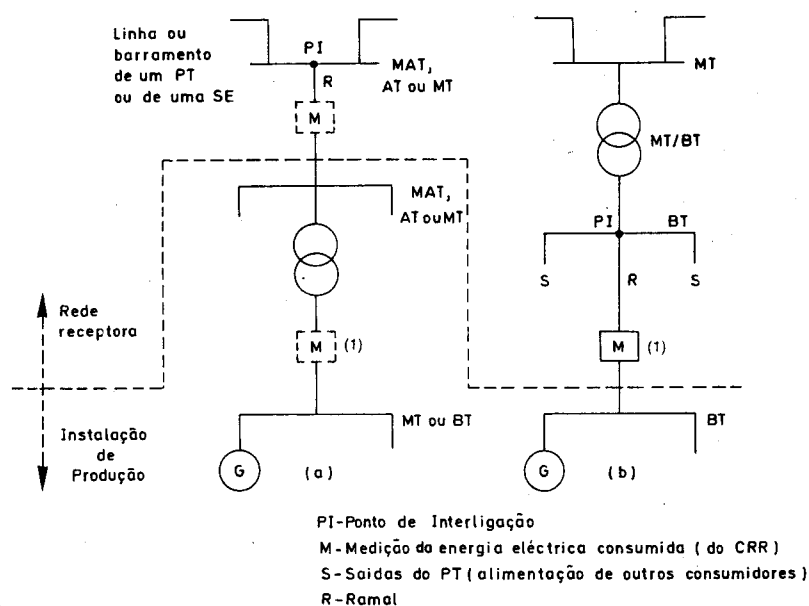 Linha ou
barramento
de um PT
ou de uma SE
PI
MAT,
AT ou MT
R
M
MT
MT/BT
MAT,
AT ou MT
PI
BT
S
R
S
Rede
receptora
M
(1)
M
(1)
MT ou BT
BT
Instalação
de
Produção
G
(a)
G
(b)
PI-Ponto de Interligação
M-Medição da energia eléctrica consumida (do CRR)
S-Saidas do PT (alimentação de outros consumidores)
R-Ramal